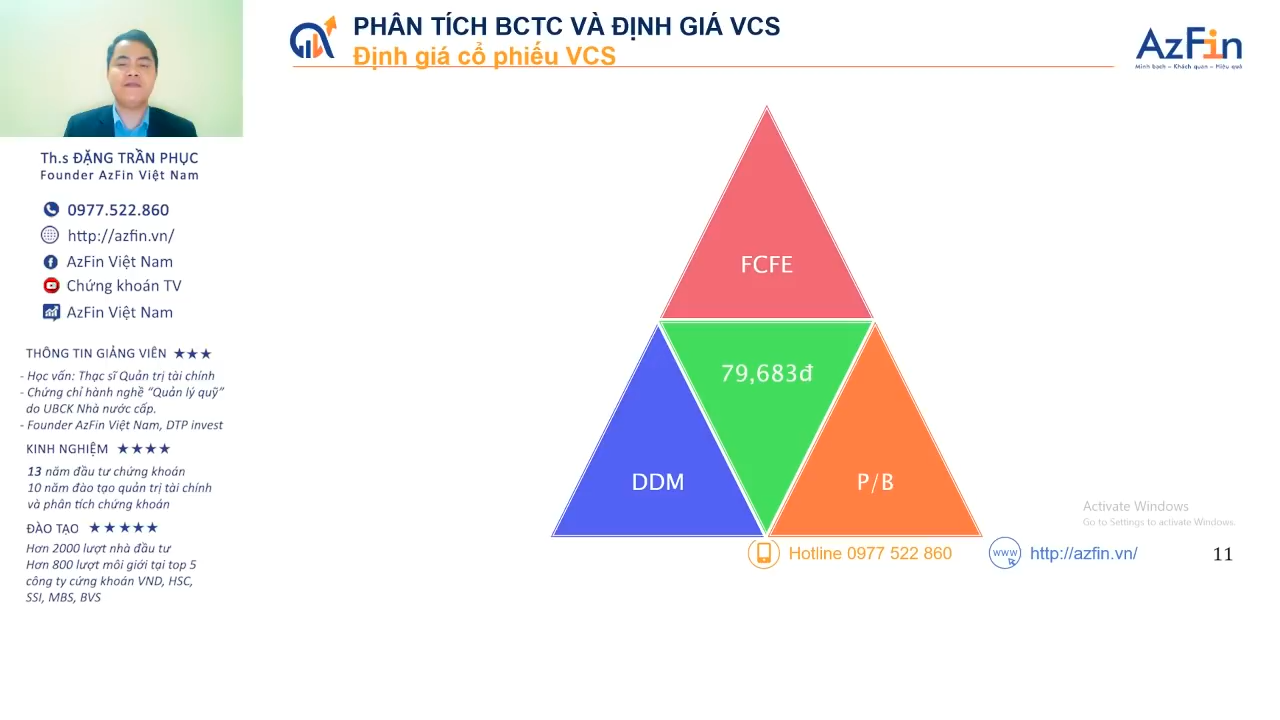 PHÂN TÍCH BCTC VÀ ĐỊNH GIÁ VCS
Định giá cổ phiếu VCS
AzFin
Minh bạch – Khách quan – Hiệu quả
Th.s ĐẶNG TRẦN PHỤC
Founder AzFin Việt Nam
0977.522.860
http://azfin.vn/
AzFin Việt Nam
Chứng khoán TV
AzFin Việt Nam
THÔNG TIN GIẢNG VIÊN ★★★
- Học vấn: Thạc sĩ Quản trị tài chính
- Chứng chỉ hành nghề “Quản lý quỹ”
do UBCK Nhà nước cấp.
- Founder AzFin Việt Nam, DTP invest
KINH NGHIỆM ★★★★
13 năm đầu tư chứng khoán
10 năm đào tạo quản trị tài chính
và phân tích chứng khoán
ĐÀO TẠO ★★★★★
Hơn 2000 lượt nhà đầu tư
Hơn 800 lượt môi giới tại top 5
công ty cứng khoán VND, HSC,
SSI, MBS, BVS
FCFE
79,683đ
DDM
P/B
Activate Windows
Go to Settings to activate Windows.
Hotline 0977 522 860
www
http://azfin.vn/
11